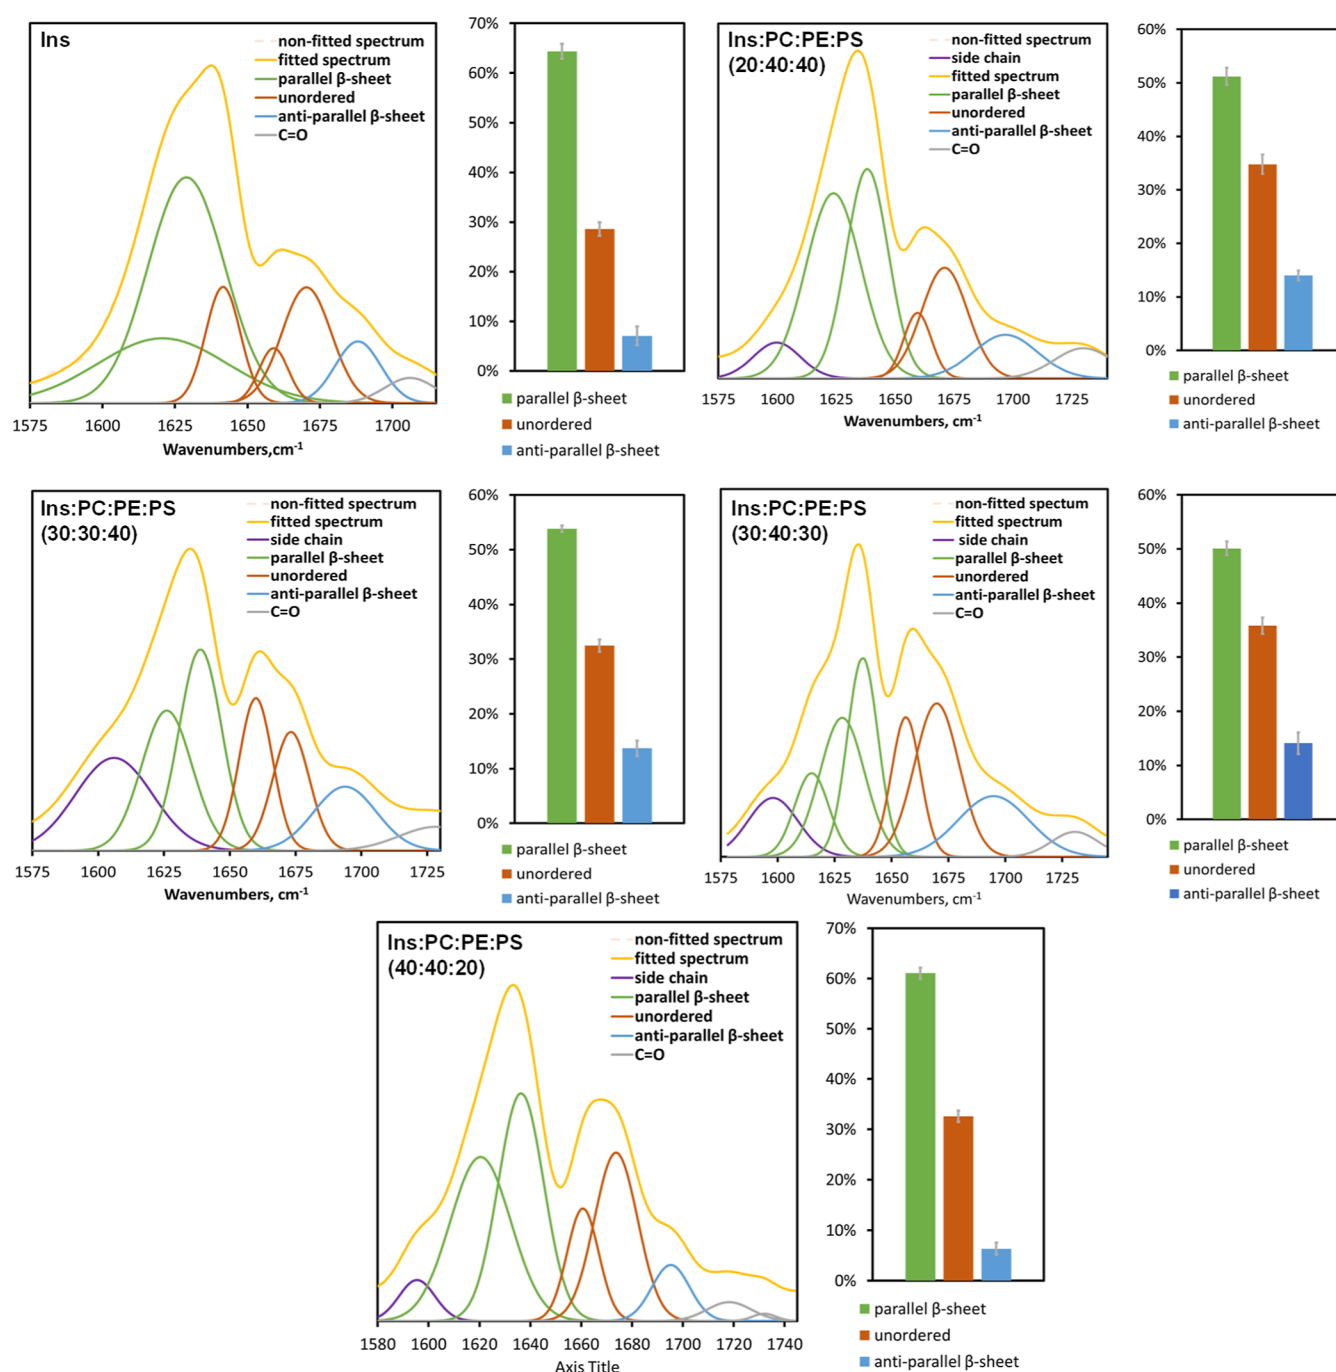 Ins
non-fitted spectrum
fitted spectrum
parallel β-sheet
unordered
anti-parallel β-sheet
C=O
1575 1600 1625 1650 1675 1700
Wavenumbers,cm-1
70%
60%
50%
40%
30%
20%
10%
0%
parallel β-sheet
unordered
anti-parallel β-sheet
Ins:PC:PE:PS
(20:40:40)
non-fitted spectrum
side chain
fitted spectrum
parallel β-sheet
unordered
anti-parallel β-sheet
C=O
1575 1600 1625 1650 1675 1700 1725
Wavenumbers, cm-1
60%
50%
40%
30%
20%
10%
0%
parallel β-sheet
unordered
anti-parallel β-sheet
Ins:PC:PE:PS
(30:30:40)
non-fitted spectrum
fitted spectrum
side chain
parallel β-sheet
unordered
anti-parallel β-sheet
C=O
1575 1600 1625 1650 1675 1700 1725
Wavenumbers, cm-1
60%
50%
40%
30%
20%
10%
0%
parallel β-sheet
unordered
anti-parallel β-sheet
Ins:PC:PE:PS
(30:40:30)
non-fitted spectrum
fitted spectrum
side chain
parallel β-sheet
unordered
anti-parallel β-sheet
C=O
1575 1600 1625 1650 1675 1700 1725
Wavenumbers, cm-1
60%
50%
40%
30%
20%
10%
0%
parallel β-sheet
unordered
anti-parallel β-sheet
Ins:PC:PE:PS
(40:40:20)
non-fitted spectrum
fitted spectrum
side chain
parallel β-sheet
unordered
anti-parallel β-sheet
C=O
1580 1600 1620 1640 1660 1680 1700 1720 1740
Axis Title
70%
60%
50%
40%
30%
20%
10%
0%
parallel β-sheet
unordered
anti-parallel β-sheet